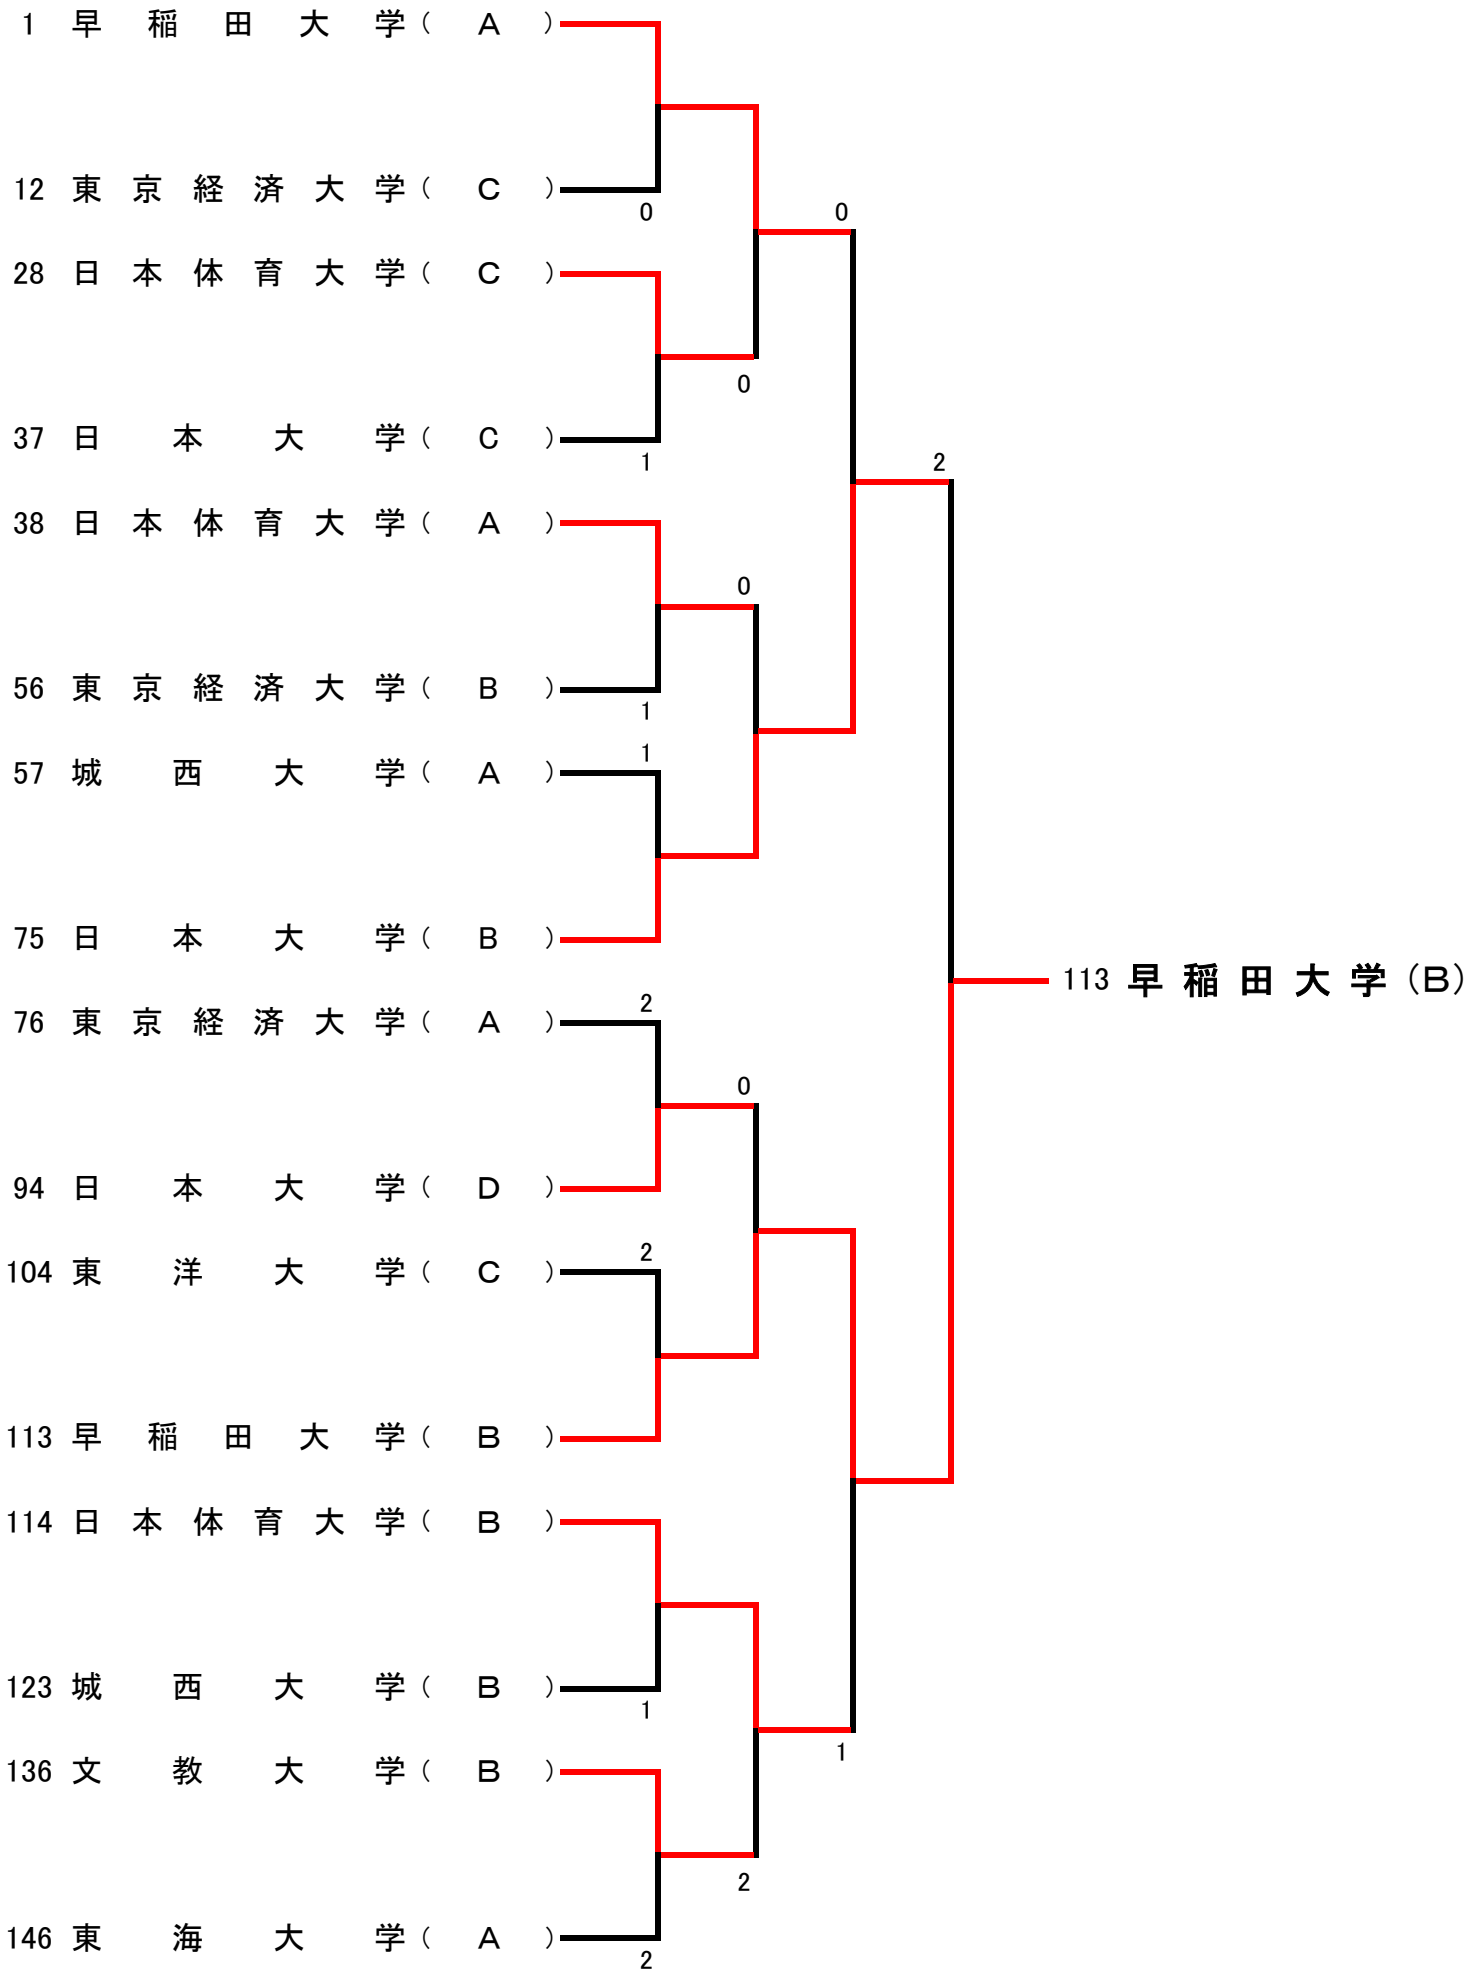 1 早稲田大学（ A ）
12 東京経済大学（ C ）
0
0
28 日本体育大学（ C ）
0
37 日本大学（ C ）
1
2
38 日本体育大学（ A ）
0
56 東京経済大学（ B ）
1
1
57 城西大学（ A ）
75 日本大学（ B ）
113 早稲田大学（B）
2
76 東京経済大学（ A ）
0
94 日本大学（ D ）
2
104 東洋大学（ C ）
113 早稲田大学（ B ）
114 日本体育大学（ B ）
123 城西大学（ B ）
1
1
136 文教大学（ B ）
2
146 東海大学（ A ）
2